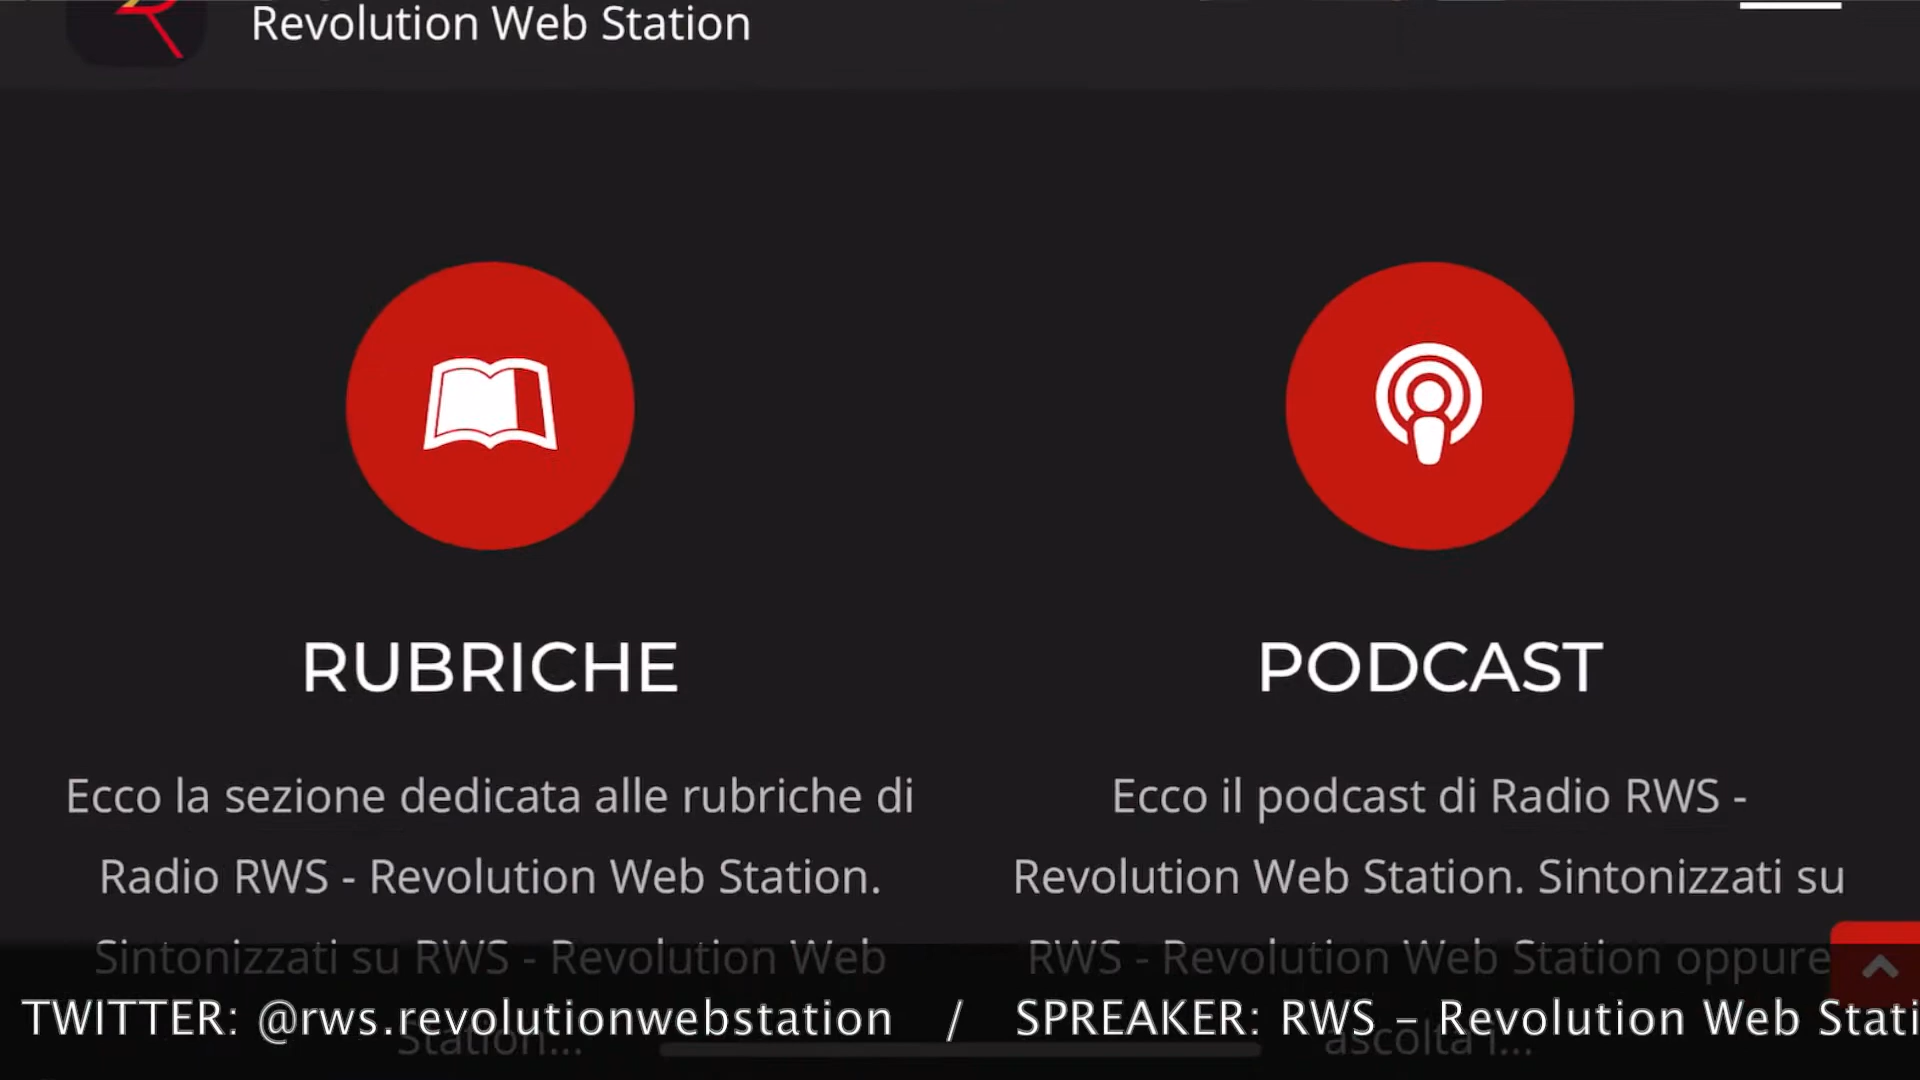 Revolution Web Station
RUBRICHE
Ecco la sezione dedicata alle rubriche di
Radio RWS - Revolution Web Station.
Sintonizzati su RWS - Revolution Web
Station...
PODCAST
Ecco il podcast di Radio RWS -
Revolution Web Station. Sintonizzati su
RWS - Revolution Web Station oppure
ascolta i...
TWITTER: @rws.revolutionwebstation / SPREAKER: RWS – Revolution Web Stati